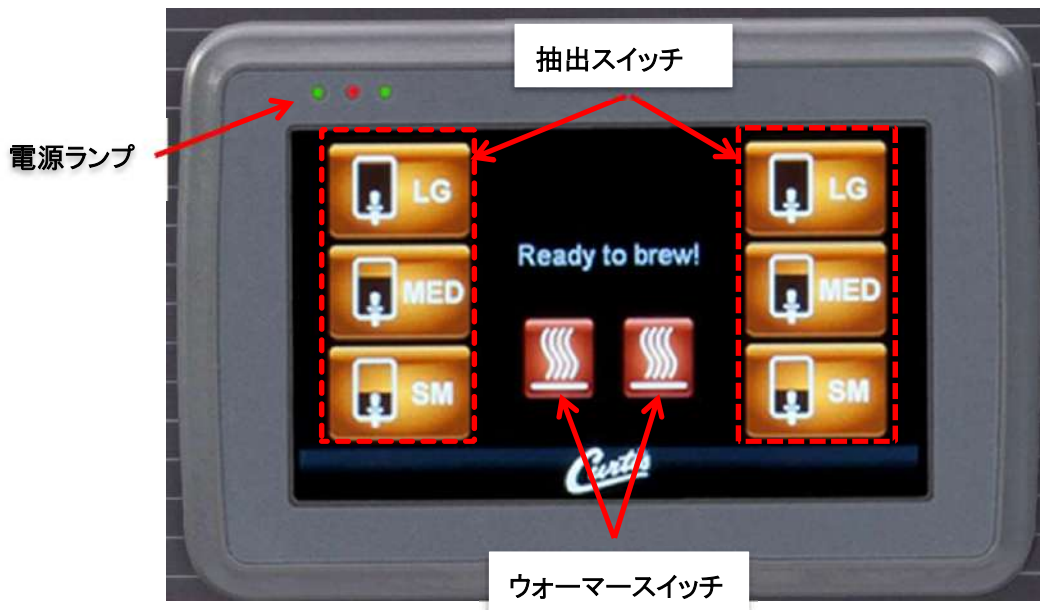 抽出スイッチ
電源ランプ
LG
LG
Ready to brew!
MED
MED
SM
SM
Curtis
ウォーマースイッチ